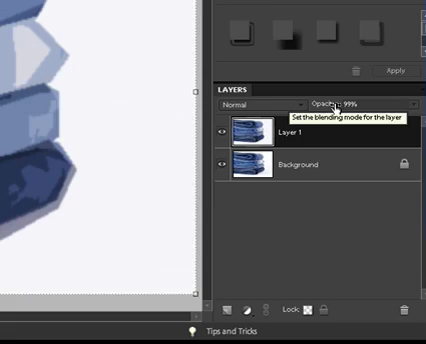 Apply
LAYERS
Normal
Opacity: 99%
Set the blending mode for the layer
Layer 1
Background
Lock:
Tips and Tricks